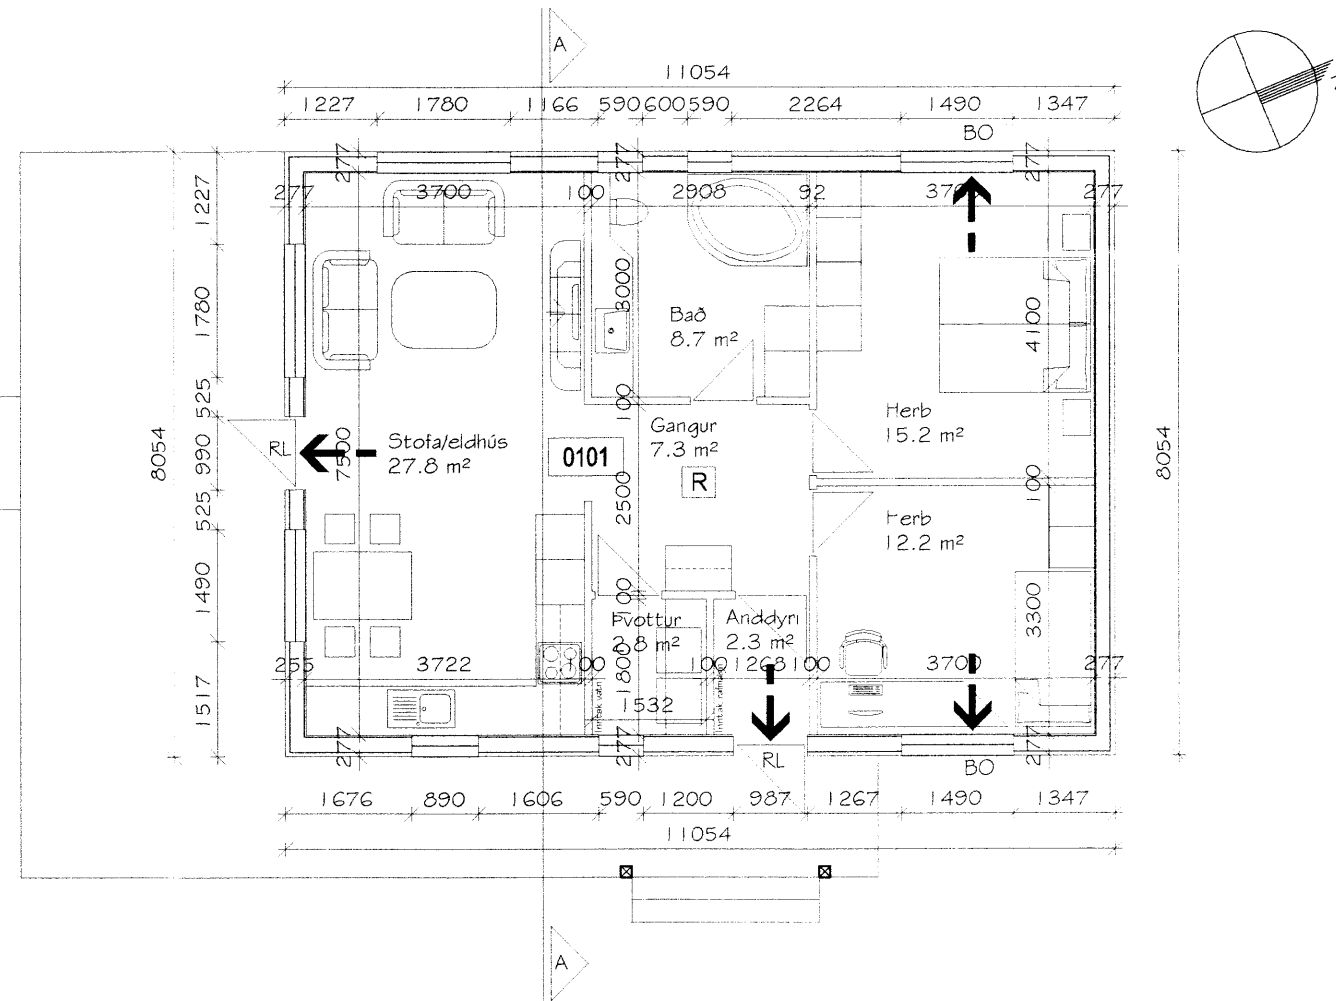 A
11054
1227 1780 1166 590 600 590 2264 1490 1347
BO
277 277 277
277 3700 100 2908 92 277
1227
1780
525
990
525
1490
1517
8054
8054
3000
4100
Bað
8.7 m²
100
Gangur
7.3 m²
Herb
15.2 m²
RL
7500
Stofa/eldhús
27.8 m²
0101
R
2500
100
Herb
12.2 m²
100
Þvottur
2.8 m²
Anddyri
2.3 m²
3300
255 3722 100 1800 100 1268 100 3700 277
1532
Inntak vatn
277 277 277
RL
BO
1676 890 1606 590 1200 987 1267 1490 1347
11054
A